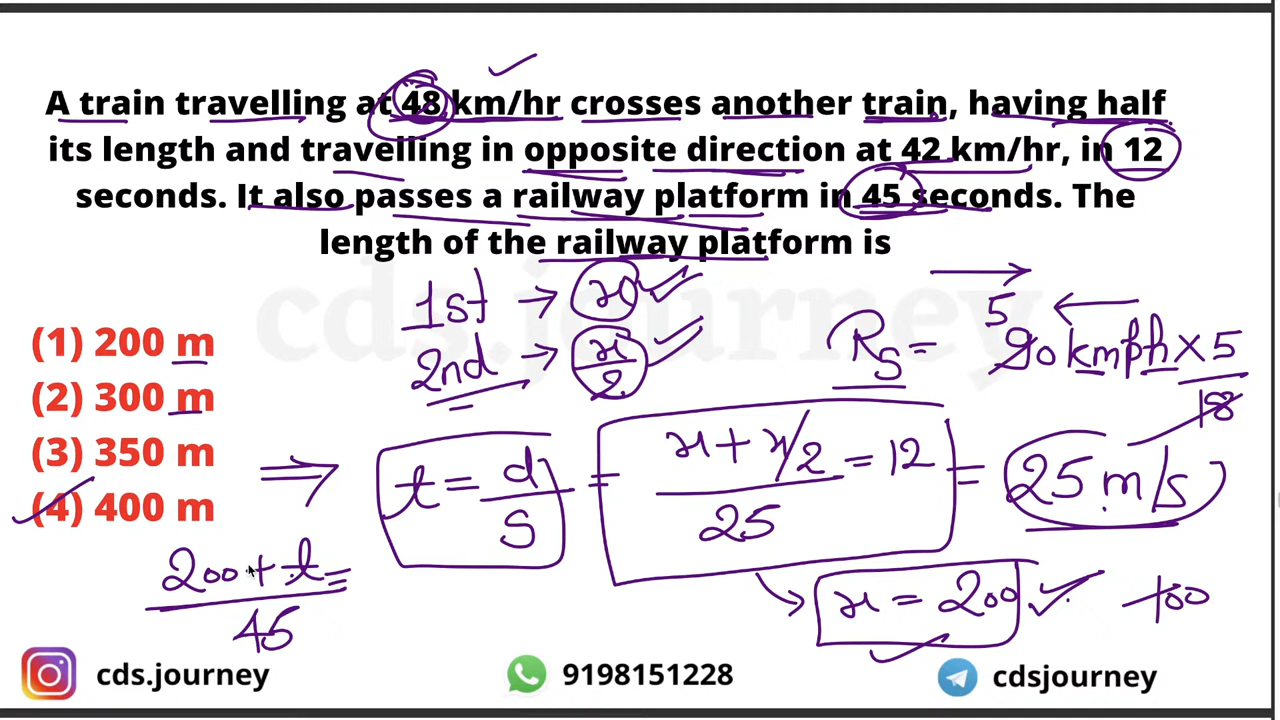 A train travelling at 48 km/hr crosses another train, having half
its length and travelling in opposite direction at 42 km/hr, in 12
seconds. It also passes a railway platform in 45 seconds. The
length of the railway platform is
cds.journey
(1) 200 m
(2) 300 m
(3) 350 m
(4) 400 m
1st → x
2nd → x/2
RS = 90 kmph × 5/18
5
= 25 m/s
⇒ t = d/S = x + x/2 / 25 = 12
x = 200
100
200 + l = / 45
cds.journey
9198151228
cdsjourney